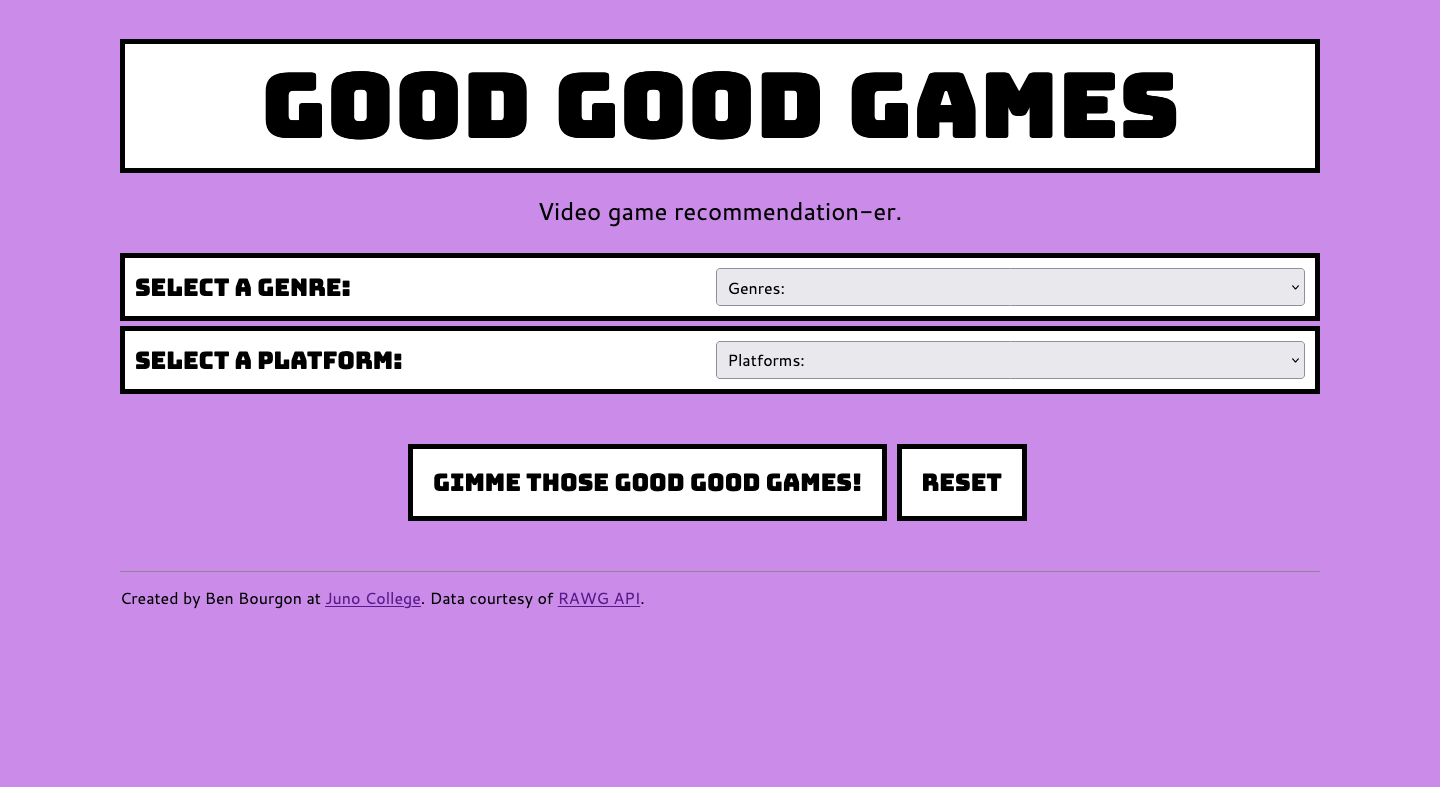 GOOD GOOD GAMES
Video game recommendation-er.
SELECT A GENRE:
Genres:
SELECT A PLATFORM:
Platforms:
GIMME THOSE GOOD GOOD GAMES!
RESET
Created by Ben Bourgon at Juno College. Data courtesy of RAWG API.